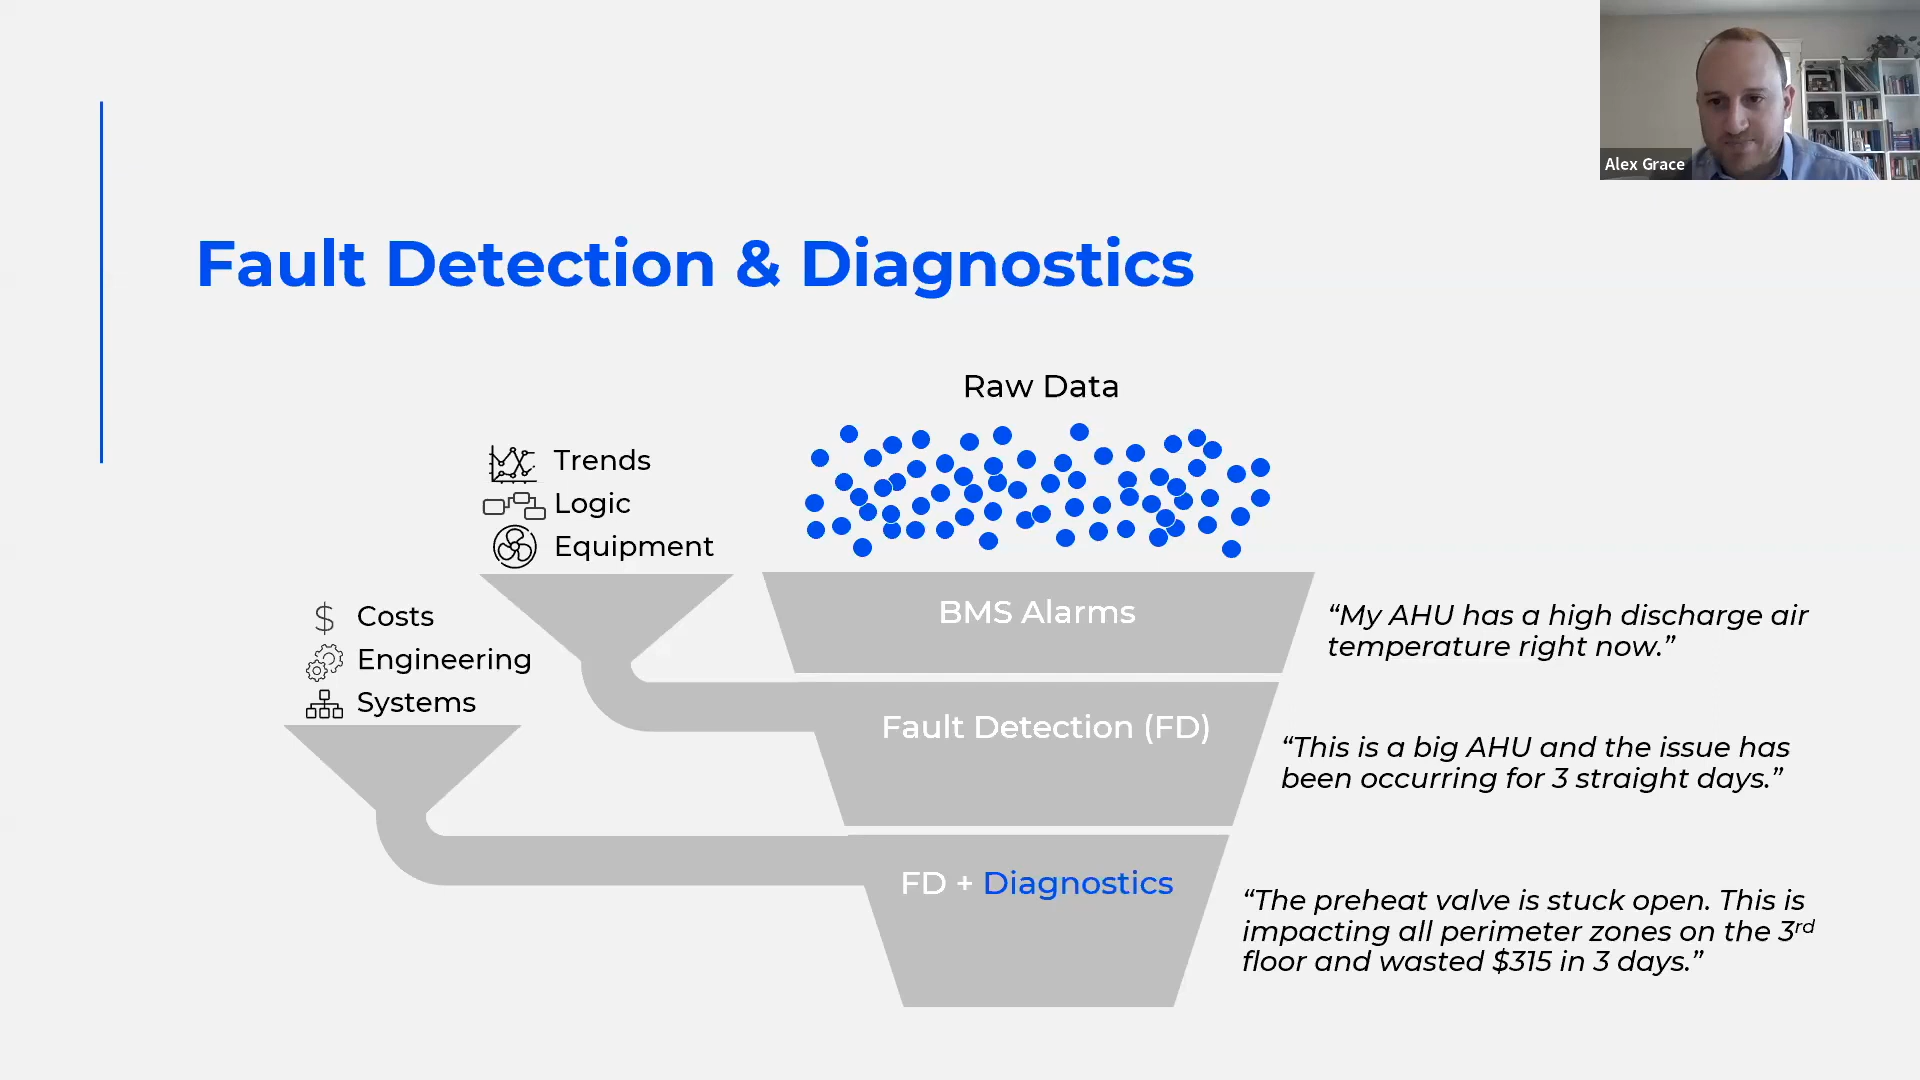 Alex Grace
Fault Detection & Diagnostics
Raw Data
Trends
Logic
Equipment
Costs
Engineering
Systems
BMS Alarms
“My AHU has a high discharge air
temperature right now.”
Fault Detection (FD)
“This is a big AHU and the issue has
been occurring for 3 straight days.”
FD + Diagnostics
“The preheat valve is stuck open. This is
impacting all perimeter zones on the 3rd
floor and wasted $315 in 3 days.”